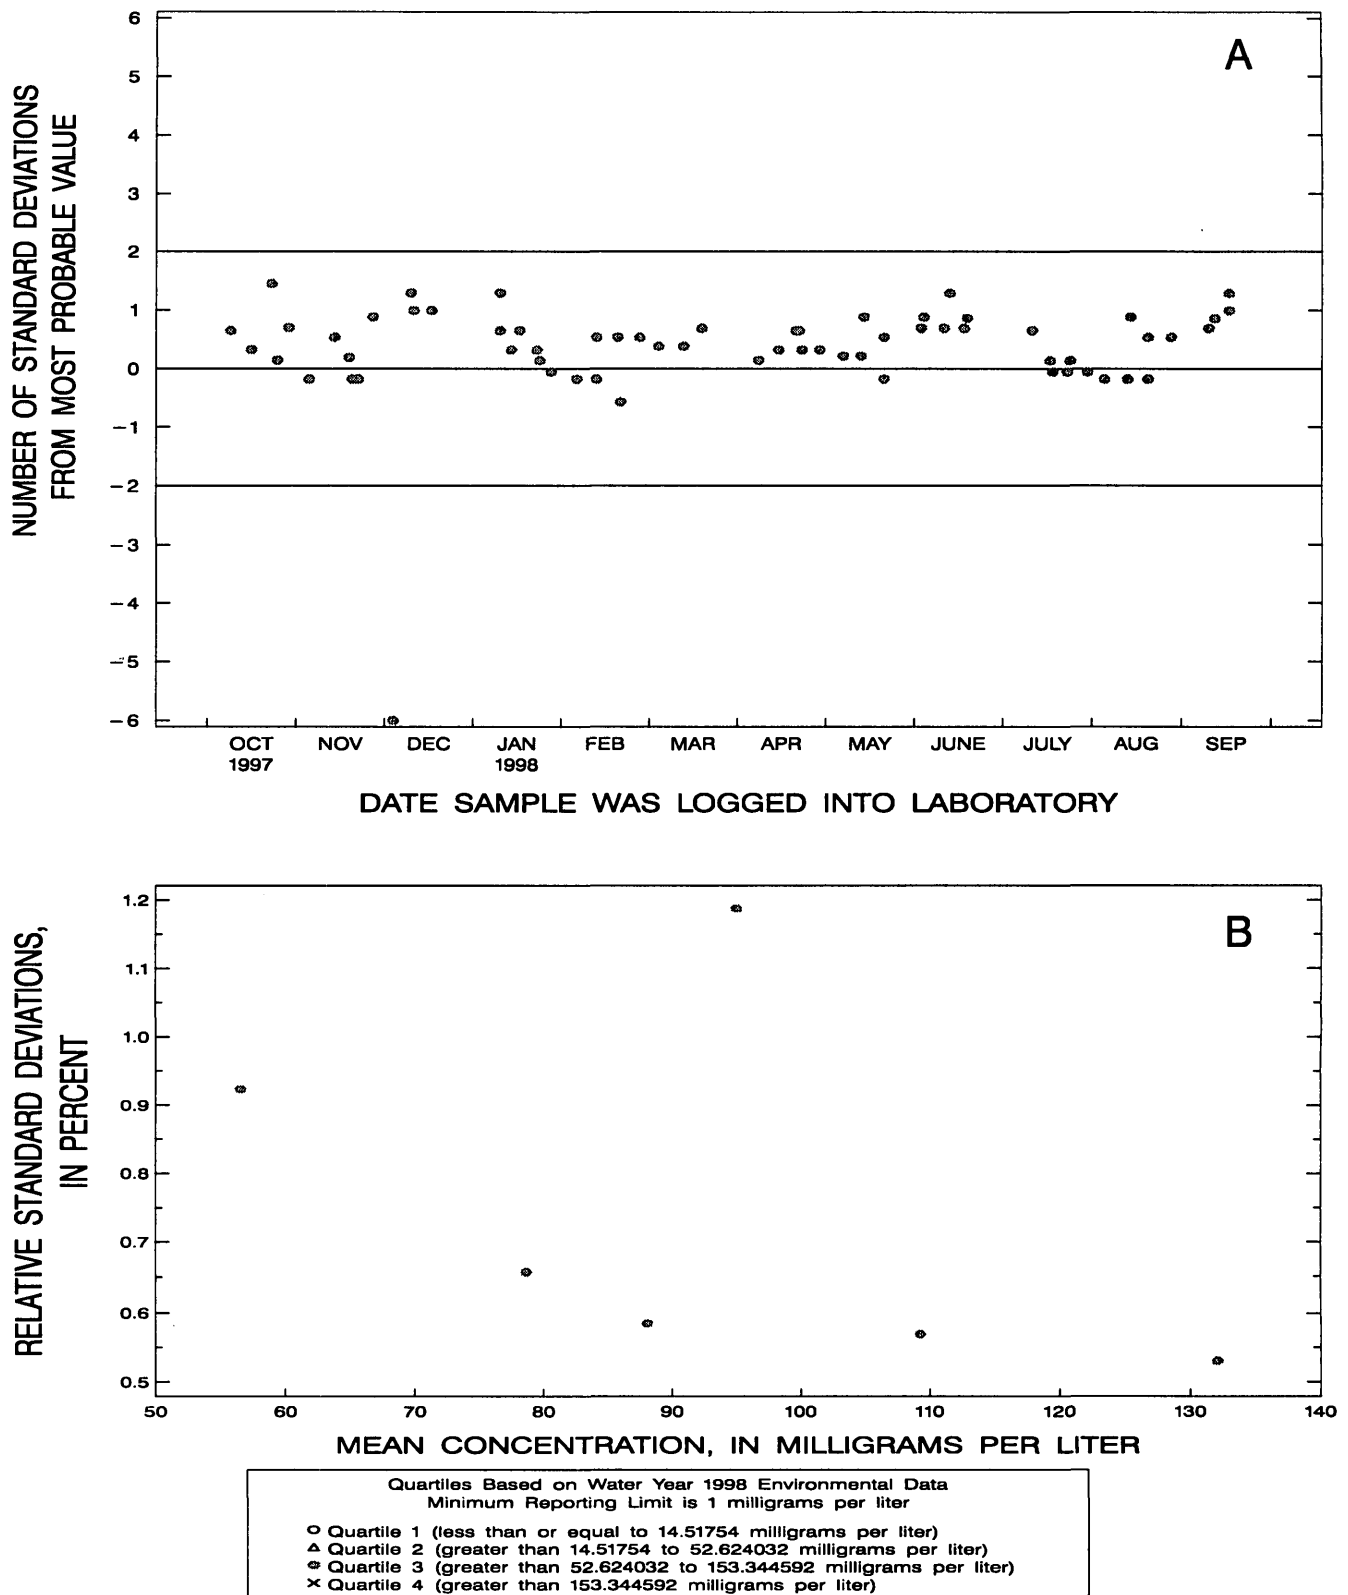 A
NUMBER OF STANDARD DEVIATIONS
FROM MOST PROBABLE VALUE
6
5
4
3
2
1
0
−1
−2
−3
−4
−5
−6
OCT NOV DEC JAN FEB MAR APR MAY JUNE JULY AUG SEP
1997 1998
DATE SAMPLE WAS LOGGED INTO LABORATORY
B
RELATIVE STANDARD DEVIATIONS,
IN PERCENT
1.2
1.1
1.0
0.9
0.8
0.7
0.6
0.5
50 60 70 80 90 100 110 120 130 140
MEAN CONCENTRATION, IN MILLIGRAMS PER LITER
Quartiles Based on Water Year 1998 Environmental Data
Minimum Reporting Limit is 1 milligrams per liter
Quartile 1 (less than or equal to 14.51754 milligrams per liter)
Quartile 2 (greater than 14.51754 to 52.624032 milligrams per liter)
Quartile 3 (greater than 52.624032 to 153.344592 milligrams per liter)
Quartile 4 (greater than 153.344592 milligrams per liter)